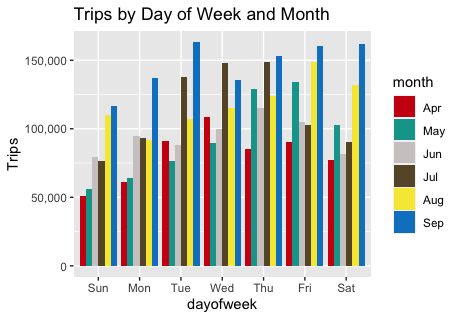 Trips by Day of Week and Month
Trips
150,000
100,000
50,000
0
Sun Mon Tue Wed Thu Fri Sat
dayofweek
month
Apr
May
Jun
Jul
Aug
Sep